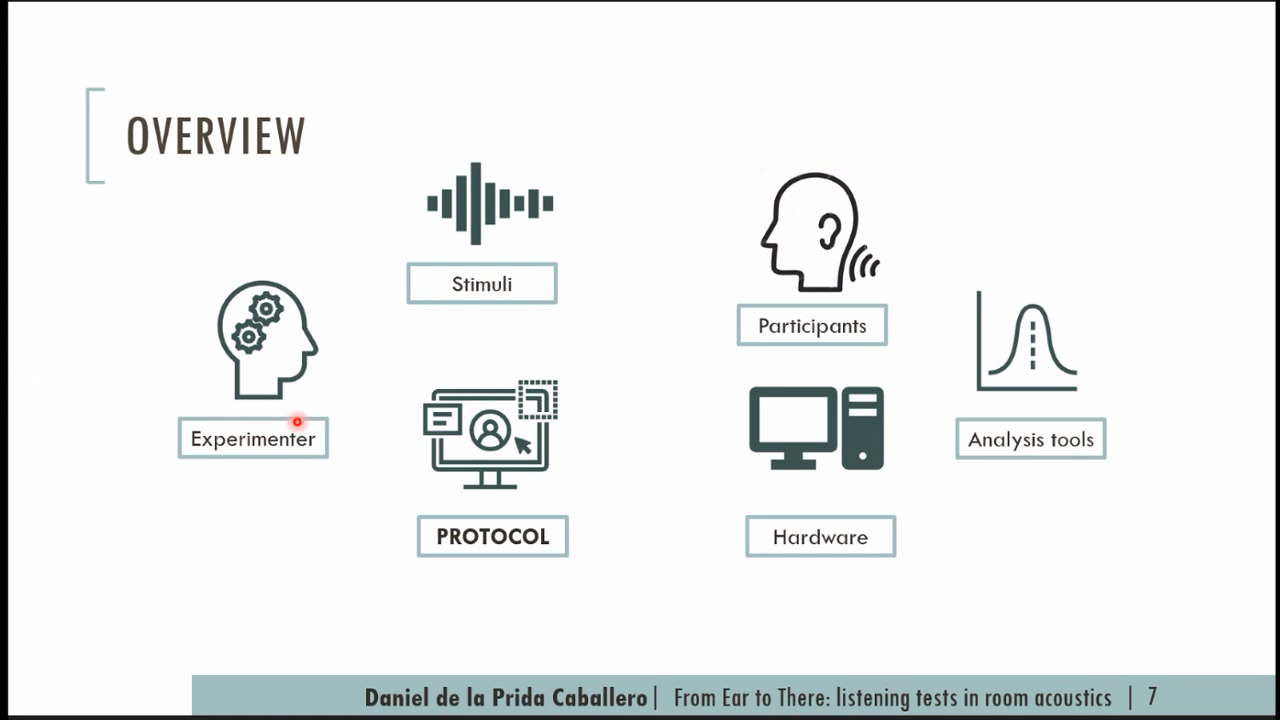 OVERVIEW
Stimuli
Participants
Experimenter
Analysis tools
PROTOCOL
Hardware
Daniel de la Prida Caballero | From Ear to There: listening tests in room acoustics | 7